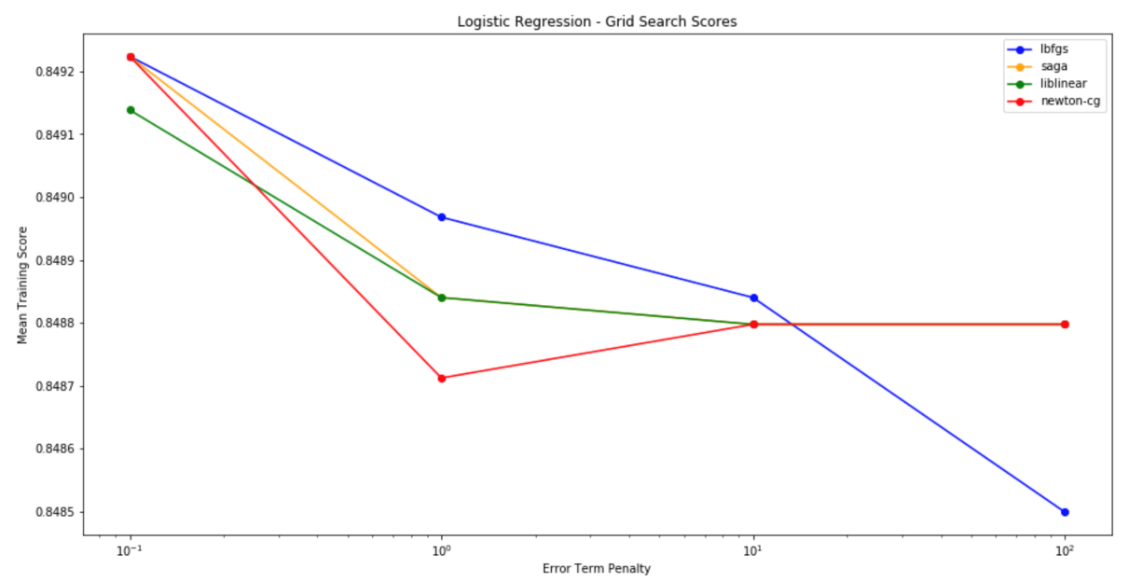 Logistic Regression - Grid Search Scores
lbfgs
saga
liblinear
newton-cg
Mean Training Score
0.8492
0.8491
0.8490
0.8489
0.8488
0.8487
0.8486
0.8485
10⁻¹ 10⁰ 10¹ 10²
Error Term Penalty